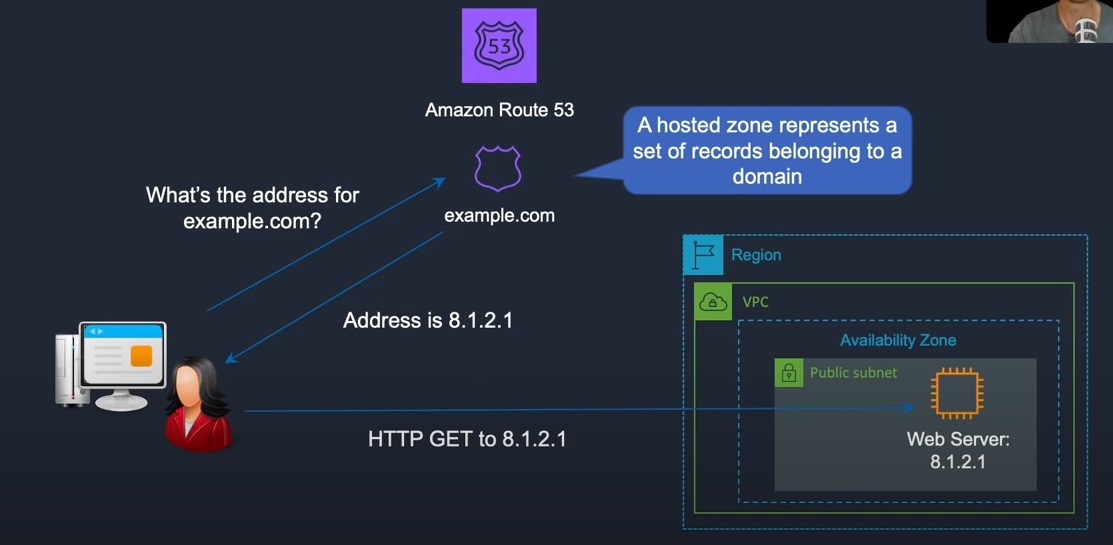 53
Amazon Route 53
A hosted zone represents a
set of records belonging to a
domain
What's the address for
example.com?
example.com
Region
VPC
Address is 8.1.2.1
Availability Zone
Public subnet
HTTP GET to 8.1.2.1
Web Server:
8.1.2.1